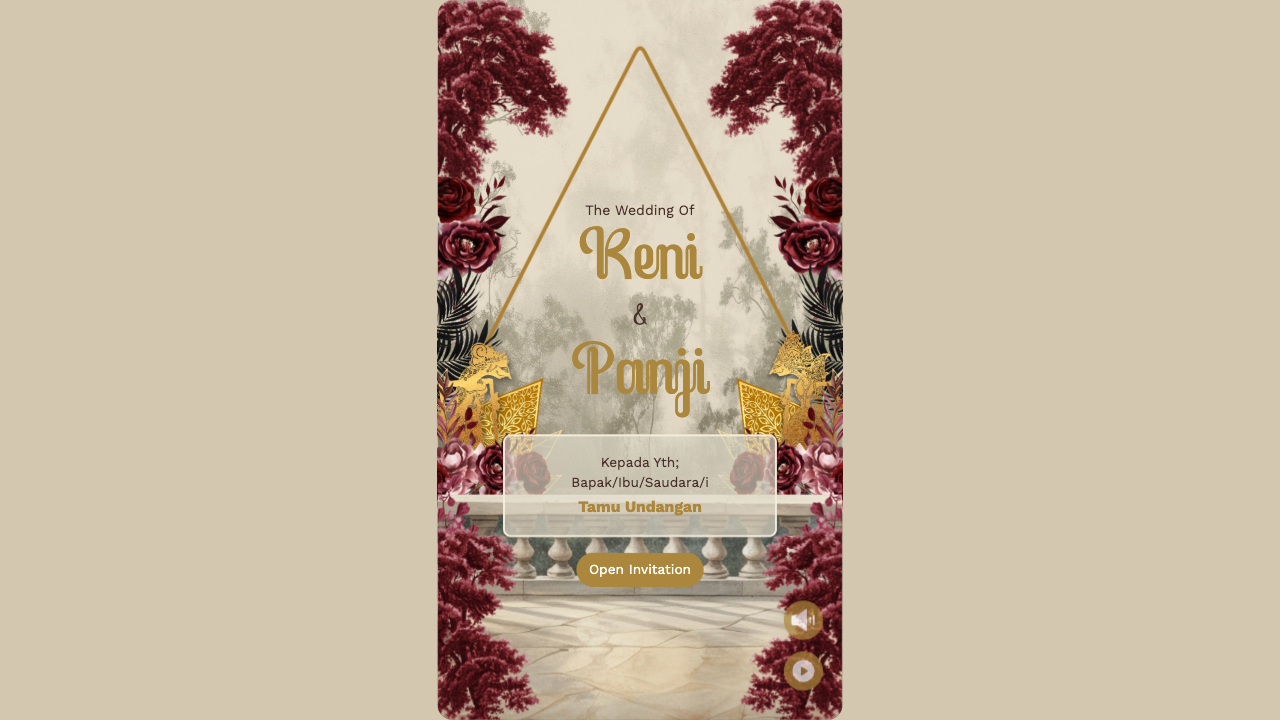 The Wedding Of
Reni
&
Panji
Kepada Yth;
Bapak/Ibu/Saudara/i
Tamu Undangan
Open Invitation